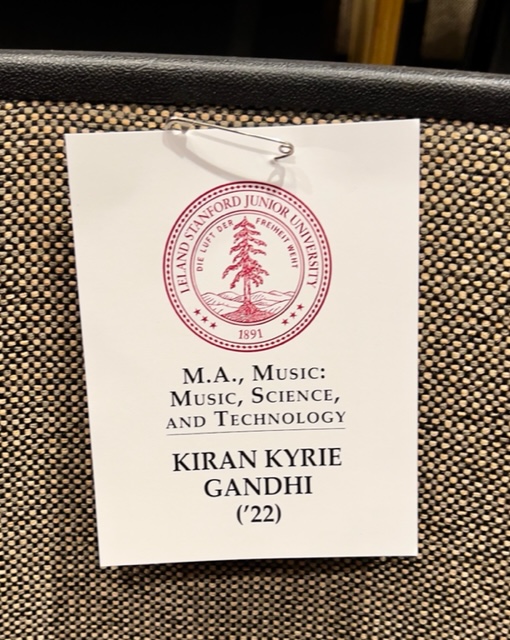 LELAND STANFORD JUNIOR UNIVERSITY
DIE LUFT DER FREIHEIT WEHT
1891
M.A., MUSIC:
MUSIC, SCIENCE,
AND TECHNOLOGY
KIRAN KYRIE
GANDHI
('22)